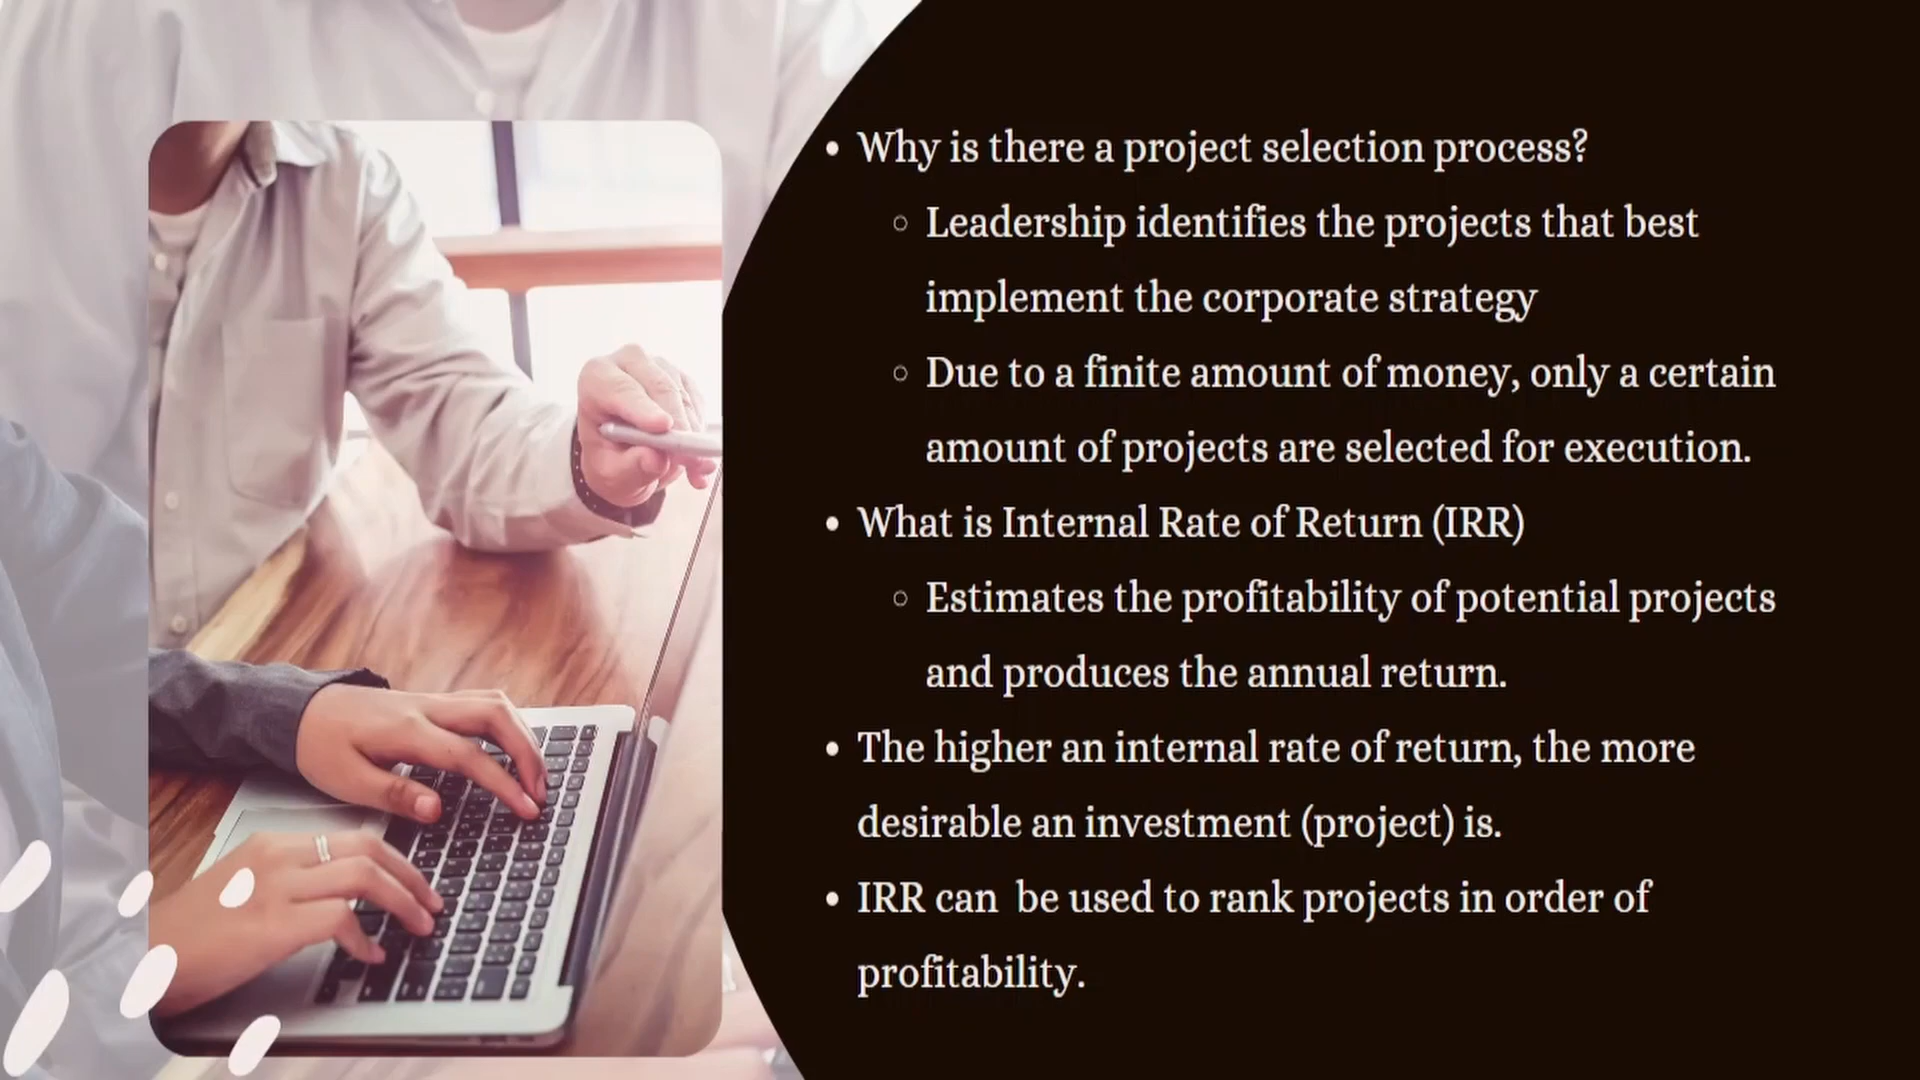 • Why is there a project selection process?
○ Leadership identifies the projects that best
implement the corporate strategy
○ Due to a finite amount of money, only a certain
amount of projects are selected for execution.
• What is Internal Rate of Return (IRR)
○ Estimates the profitability of potential projects
and produces the annual return.
• The higher an internal rate of return, the more
desirable an investment (project) is.
• IRR can  be used to rank projects in order of
profitability.